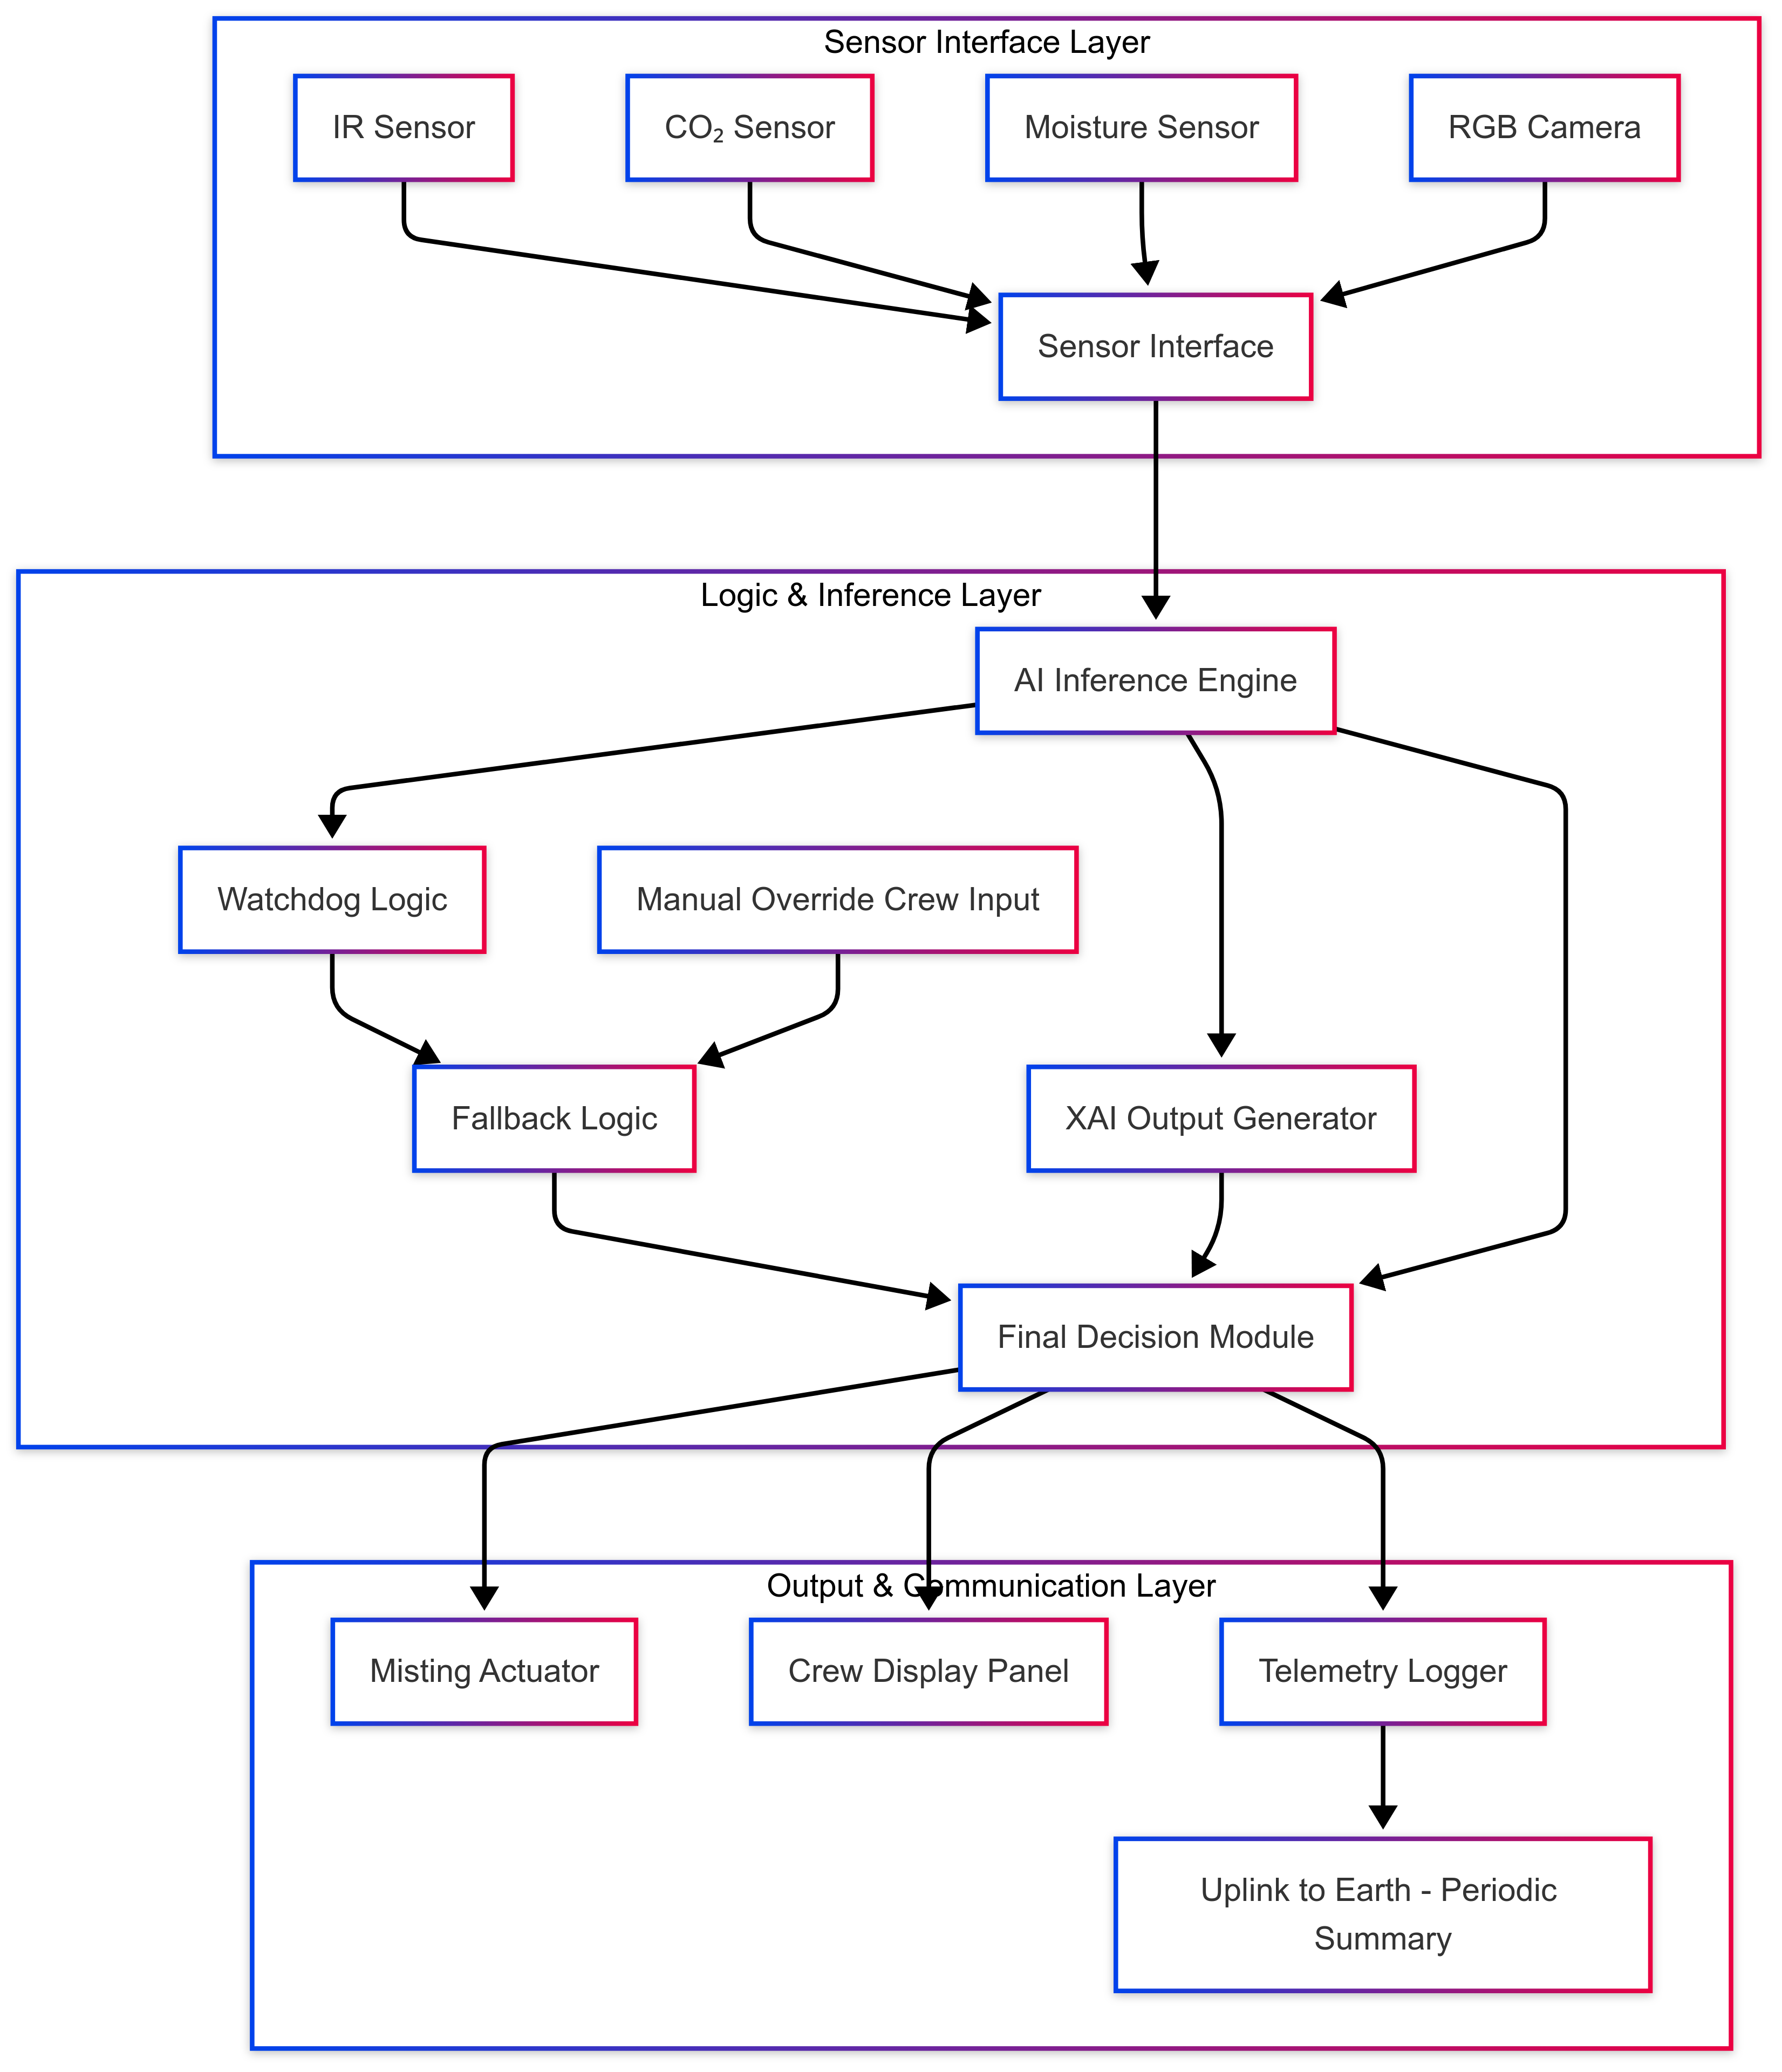 Sensor Interface Layer
IR Sensor
CO₂ Sensor
Moisture Sensor
RGB Camera
Sensor Interface
Logic & Inference Layer
AI Inference Engine
Watchdog Logic
Manual Override Crew Input
Fallback Logic
XAI Output Generator
Final Decision Module
Output & Communication Layer
Misting Actuator
Crew Display Panel
Telemetry Logger
Uplink to Earth - Periodic
Summary